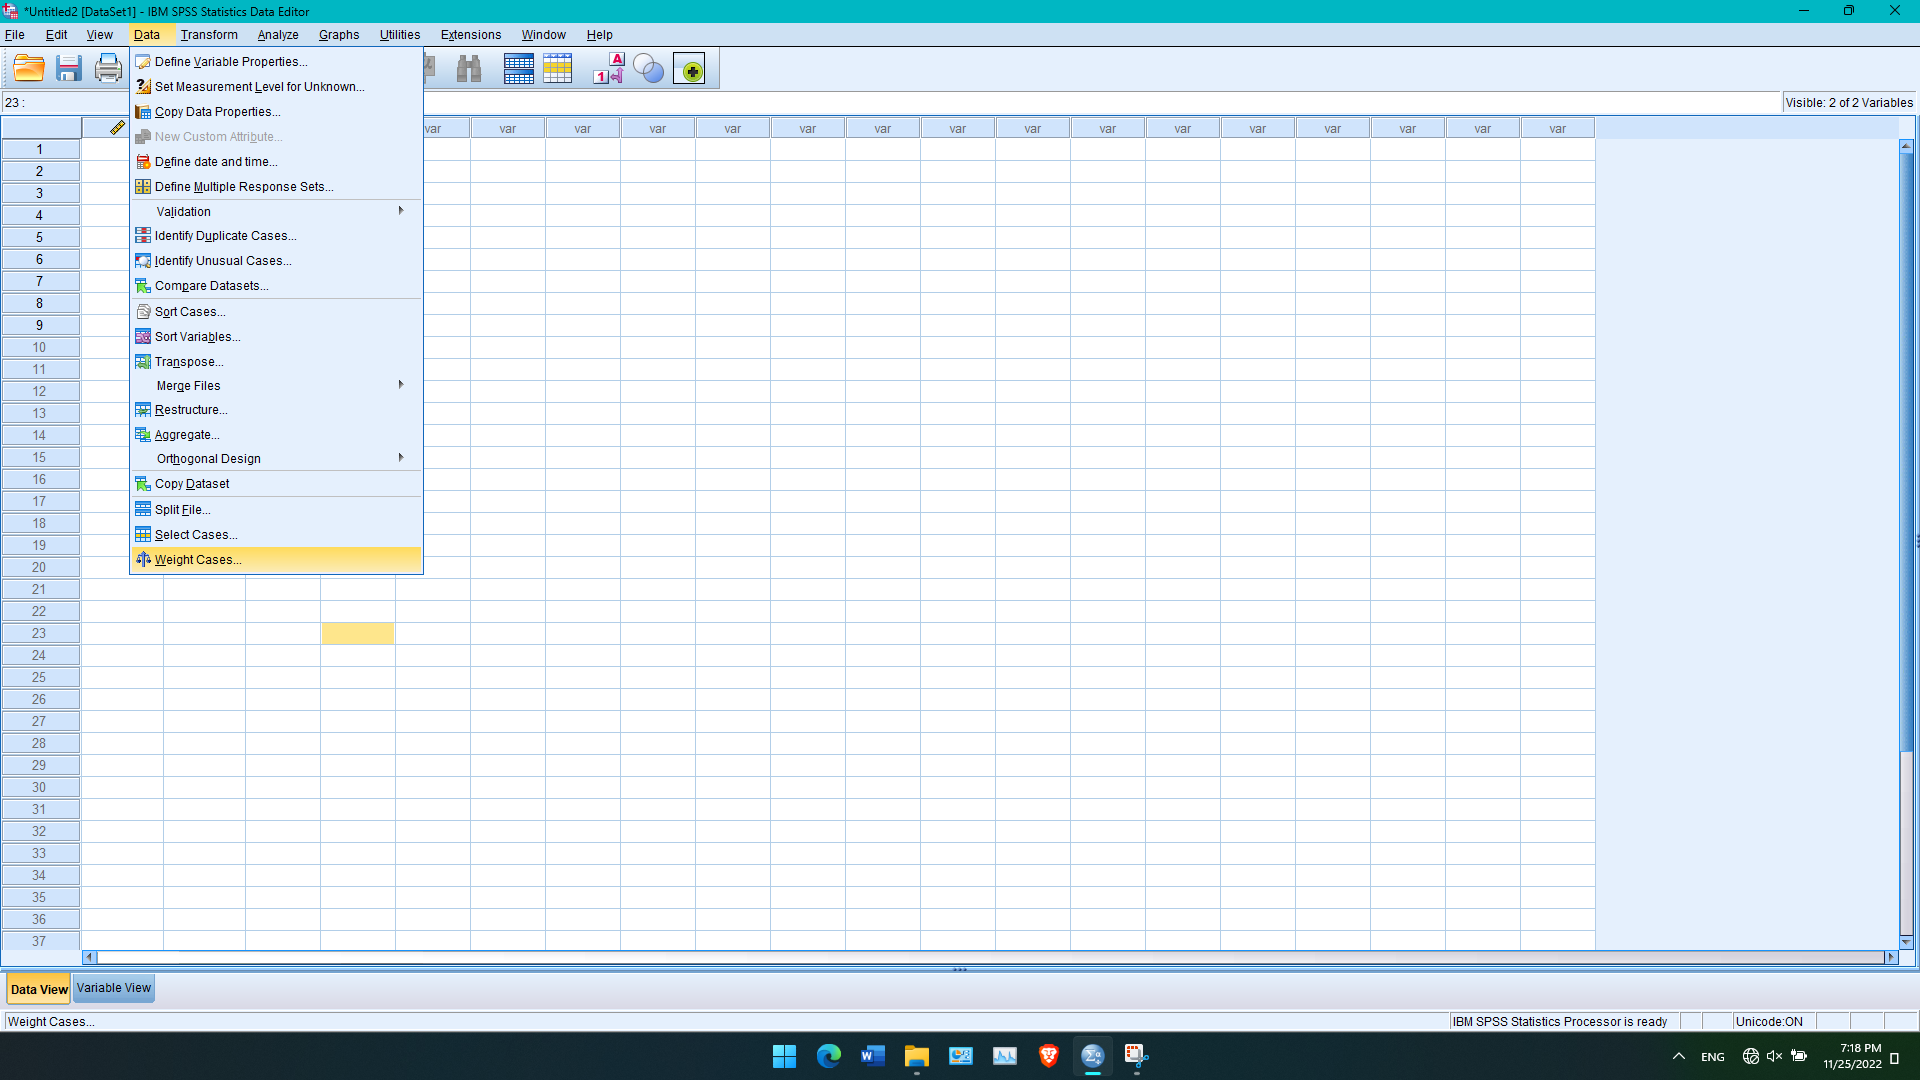 *Untitled2 [DataSet1] - IBM SPSS Statistics Data Editor
File Edit View Data Transform Analyze Graphs Utilities Extensions Window Help
23 :
Visible: 2 of 2 Variables
var var var var var var var var var var var var var var var var
Define Variable Properties...
Set Measurement Level for Unknown...
Copy Data Properties...
New Custom Attribute...
Define date and time...
Define Multiple Response Sets...
Validation
Identify Duplicate Cases...
Identify Unusual Cases...
Compare Datasets...
Sort Cases...
Sort Variables...
Transpose...
Merge Files
Restructure...
Aggregate...
Orthogonal Design
Copy Dataset
Split File...
Select Cases...
Weight Cases...
1
2
3
4
5
6
7
8
9
10
11
12
13
14
15
16
17
18
19
20
21
22
23
24
25
26
27
28
29
30
31
32
33
34
35
36
37
Data View Variable View
Weight Cases...
IBM SPSS Statistics Processor is ready
Unicode:ON
ENG
7:18 PM
11/25/2022